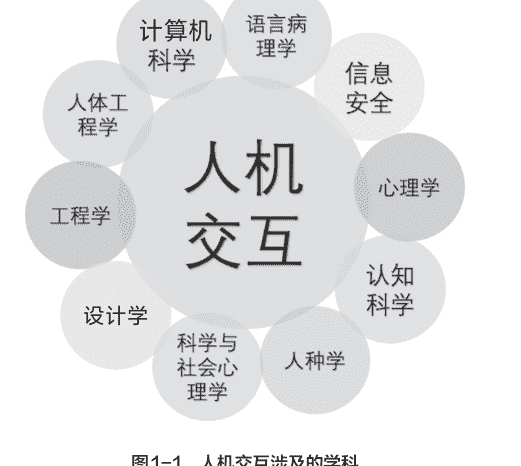 计算机
科学
语言病
理学
信息
安全
人体工
程学
人机
交互
心理学
工程学
认知
科学
设计学
科学与
社会心
理学
人种学
图1-1 人机交互涉及的学科